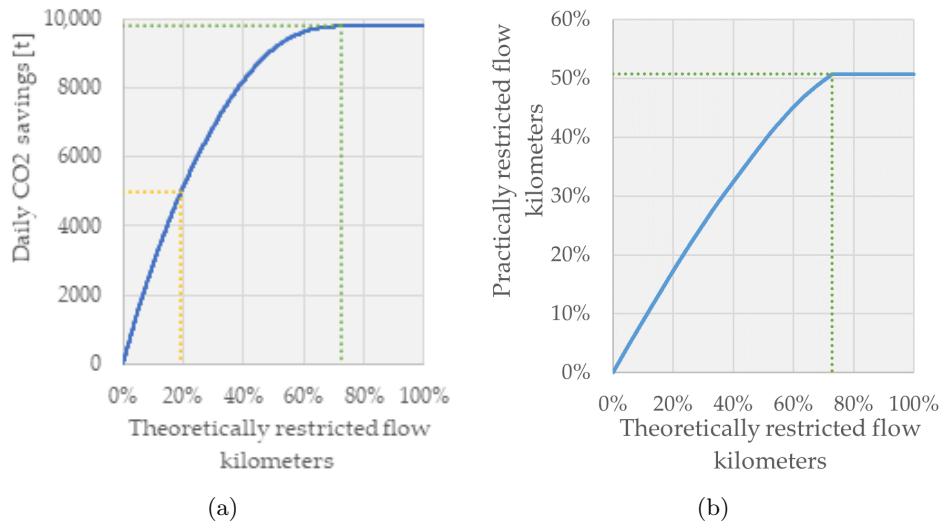 Daily CO2 savings [t]
10,000
8000
6000
4000
2000
0
0% 20% 40% 60% 80% 100%
Theoretically restricted flow
kilometers
(a)
Practically restricted flow
kilometers
60%
50%
40%
30%
20%
10%
0%
0% 20% 40% 60% 80% 100%
Theoretically restricted flow
kilometers
(b)